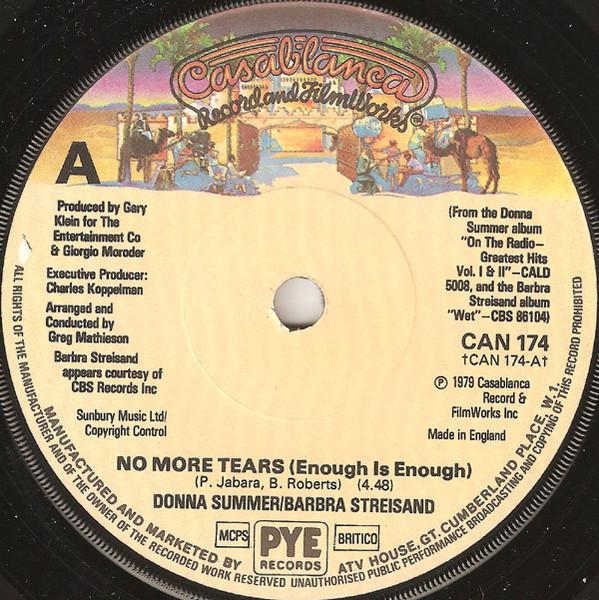 Casablanca
Record and FilmWorks®
A
Produced by Gary
Klein for The
Entertainment Co
& Giorgio Moroder
Executive Producer:
Charles Koppelman
Arranged and
Conducted by
Greg Mathieson
Barbra Streisand
appears courtesy of
CBS Records Inc
Sunbury Music Ltd/
Copyright Control
(From the Donna
Summer album
"On The Radio–
Greatest Hits
Vol. I & II"–CALD
5008, and the Barbra
Streisand album
"Wet"–CBS 86104)
CAN 174
†CAN 174-A†
℗ 1979 Casablanca
Record &
FilmWorks Inc
Made in England
NO MORE TEARS (Enough Is Enough)
(P. Jabara, B. Roberts) (4.48)
DONNA SUMMER/BARBRA STREISAND
MCPS
PYE
RECORDS
BRITICO
MANUFACTURED AND MARKETED BY
ATV HOUSE, GT. CUMBERLAND PLACE, W.1.
ALL RIGHTS OF THE MANUFACTURER AND OF THE OWNER OF THE RECORDED WORK RESERVED UNAUTHORISED PUBLIC PERFORMANCE BROADCASTING AND COPYING OF THIS RECORD PROHIBITED